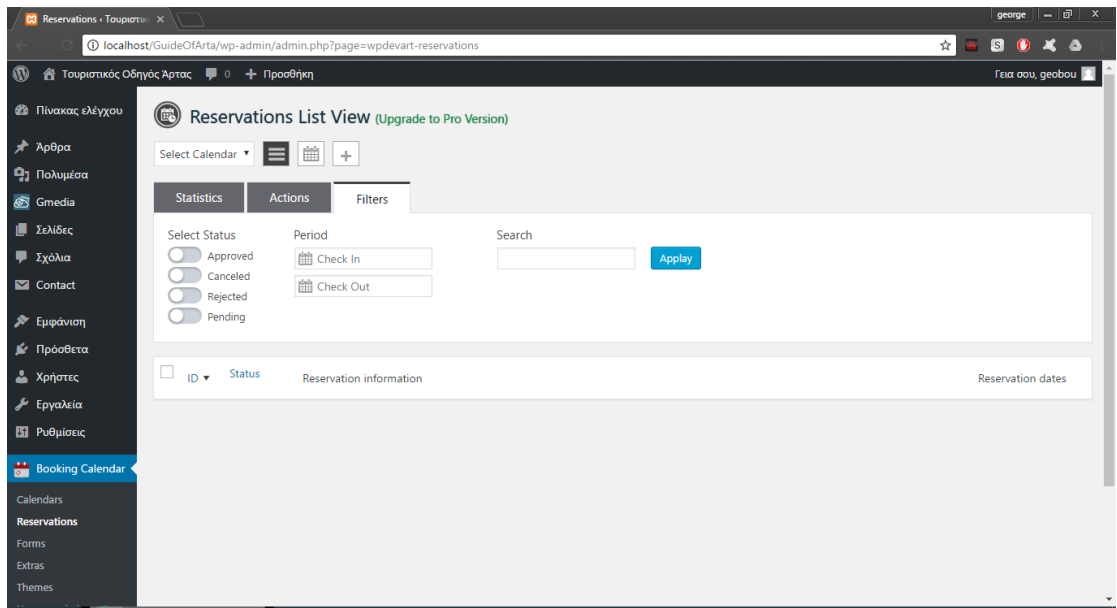 Reservations ‹ Τουριστικ
george
localhost/GuideOfArta/wp-admin/admin.php?page=wpdevart-reservations
Τουριστικός Οδηγός Άρτας 0 + Προσθήκη
Γεια σου, geobou
Πίνακας ελέγχου
Άρθρα
Πολυμέσα
Gmedia
Σελίδες
Σχόλια
Contact
Εμφάνιση
Πρόσθετα
Χρήστες
Εργαλεία
Ρυθμίσεις
Booking Calendar
Calendars
Reservations
Forms
Extras
Themes
Reservations List View (Upgrade to Pro Version)
Select Calendar
Statistics Actions Filters
Select Status Period Search
Approved
Canceled
Rejected
Pending
Check In
Check Out
Applay
ID Status Reservation information Reservation dates